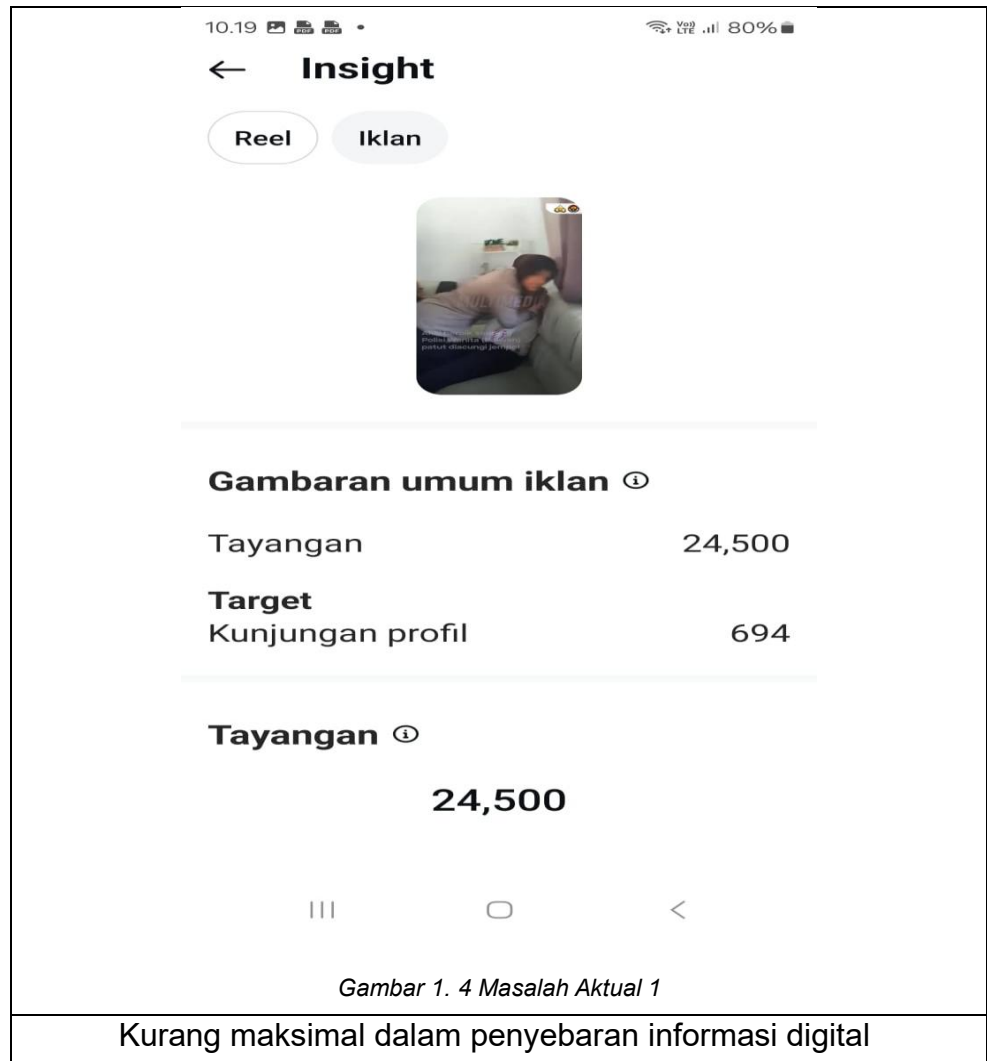 10.19
80%
Insight
Reel Iklan
Gambaran umum iklan
Tayangan 24,500
Target
Kunjungan profil 694
Tayangan
24,500
Gambar 1. 4 Masalah Aktual 1
Kurang maksimal dalam penyebaran informasi digital